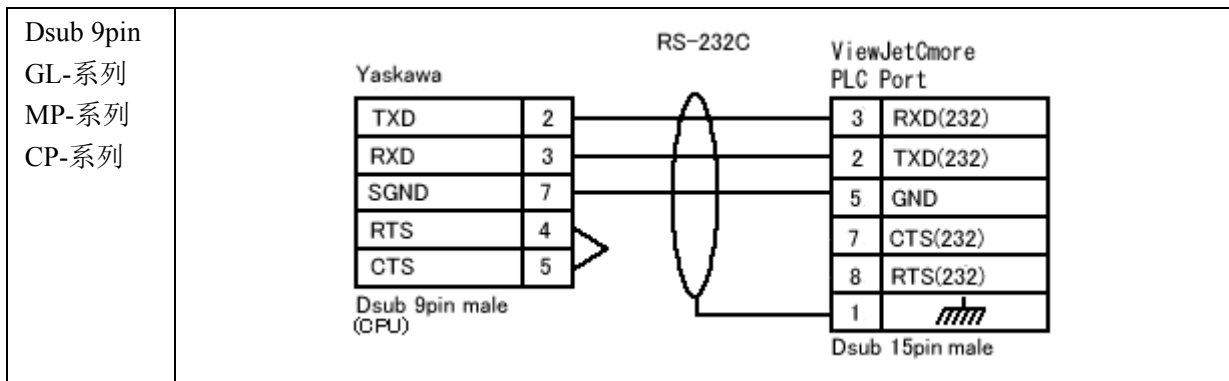 Dsub 9pin
GL-系列
MP-系列
CP-系列
RS-232C
Yaskawa
ViewJetCmore
PLC Port
TXD 2
RXD 3
SGND 7
RTS 4
CTS 5
Dsub 9pin male
(CPU)
3 RXD(232)
2 TXD(232)
5 GND
7 CTS(232)
8 RTS(232)
1
Dsub 15pin male